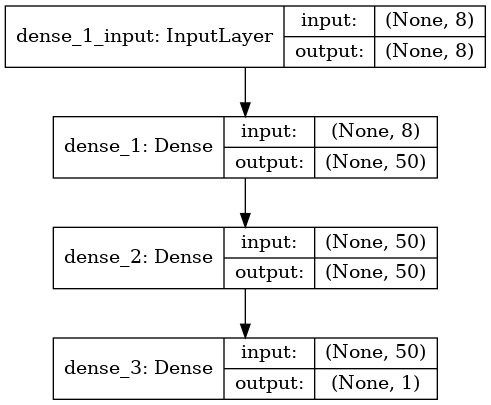 dense_1_input: InputLayer
input: (None, 8)
output: (None, 8)
dense_1: Dense
input: (None, 8)
output: (None, 50)
dense_2: Dense
input: (None, 50)
output: (None, 50)
dense_3: Dense
input: (None, 50)
output: (None, 1)